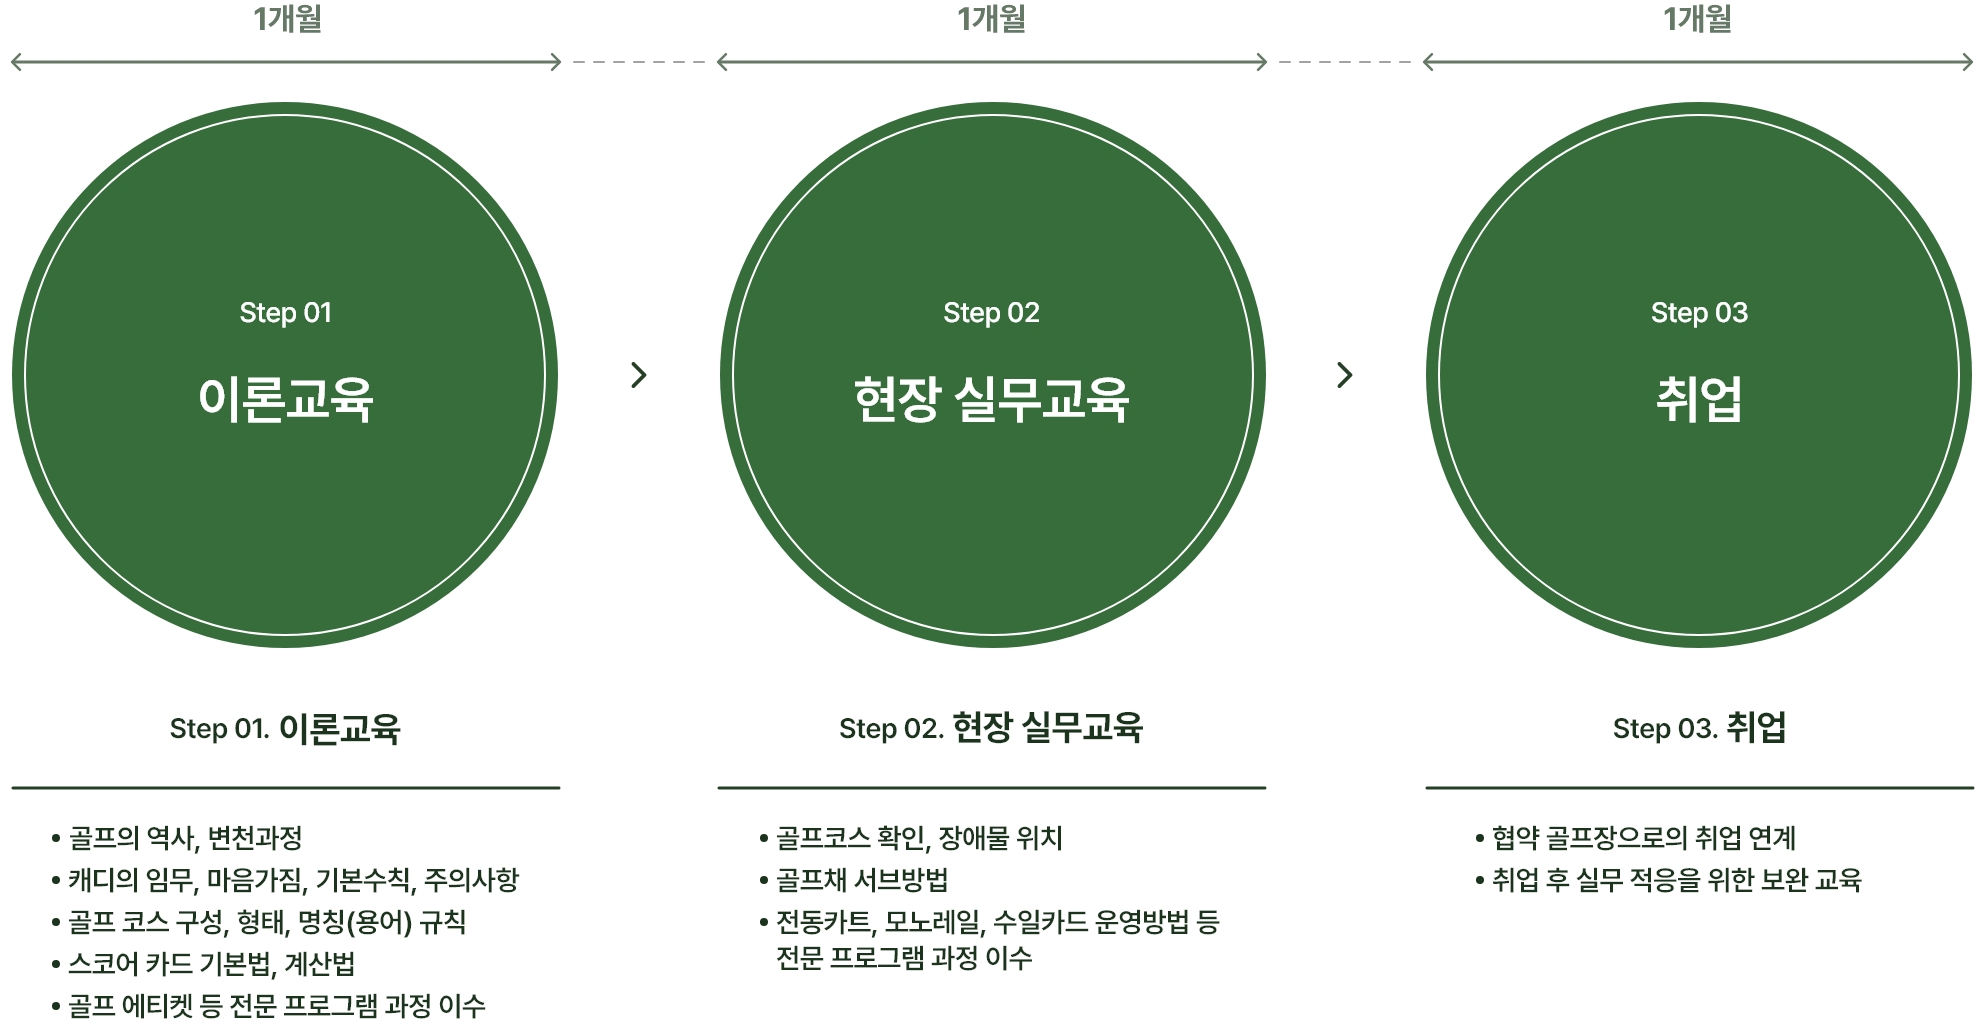 1개월
1개월
1개월
Step 01
이론교육
Step 02
현장 실무교육
Step 03
취업
Step 01. 이론교육
• 골프의 역사, 변천과정
• 캐디의 임무, 마음가짐, 기본수칙, 주의사항
• 골프 코스 구성, 형태, 명칭(용어) 규칙
• 스코어 카드 기본법, 계산법
• 골프 에티켓 등 전문 프로그램 과정 이수
Step 02. 현장 실무교육
• 골프코스 확인, 장애물 위치
• 골프채 서브방법
• 전동카트, 모노레일, 수일카드 운영방법 등
전문 프로그램 과정 이수
Step 03. 취업
• 협약 골프장으로의 취업 연계
• 취업 후 실무 적응을 위한 보완 교육